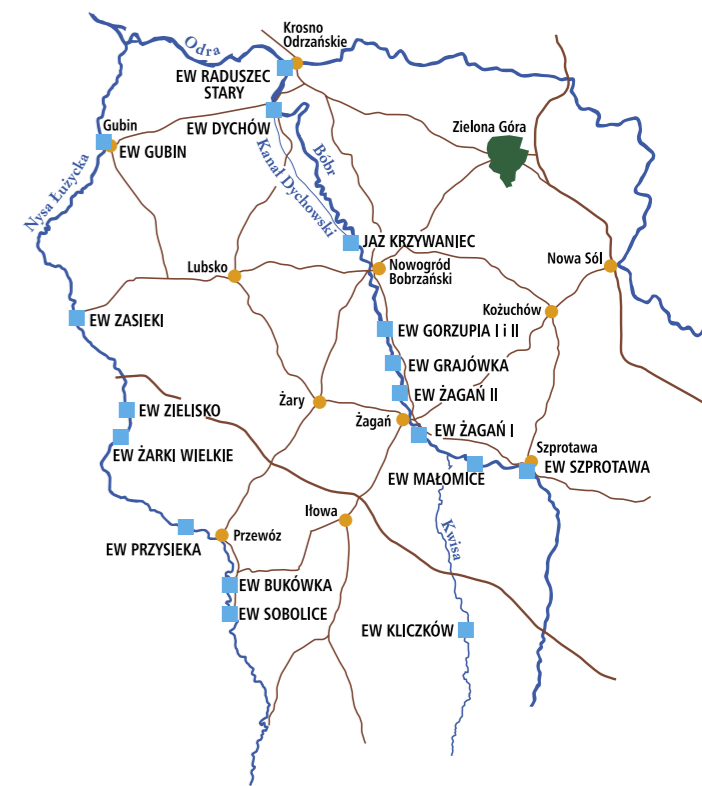 Krosno
Odrzańskie
Odra
EW RADUSZEC
STARY
Gubin
EW DYCHÓW
EW GUBIN
Zielona Góra
Bóbr
Kanał Dychowski
Nysa Łużycka
JAZ KRZYWANIEC
Lubsko
Nowogród
Bobrzański
Nowa Sól
Kożuchów
EW ZASIEKI
EW GORZUPIA I i II
EW GRAJÓWKA
EW ŻAGAŃ II
Żary
Żagań
EW ZIELISKO
EW ŻAGAŃ I
EW ŻARKI WIELKIE
Szprotawa
EW SZPROTAWA
EW MAŁOMICE
Iłowa
Kwisa
Przewóz
EW PRZYSIEKA
EW BUKÓWKA
EW SOBOLICE
EW KLICZKÓW